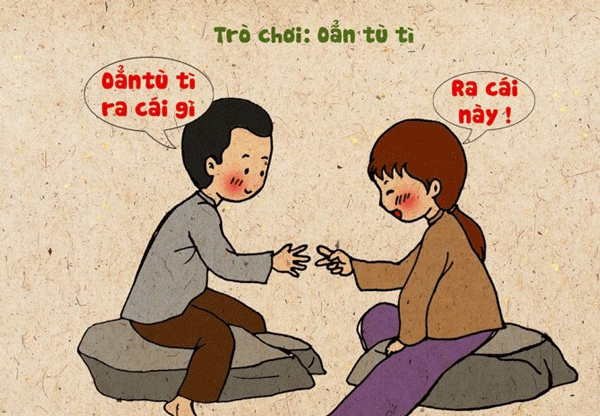 Trò chơi: Oẳn tù tì
Oẳntù tì
ra cái gì
Ra cái
này !